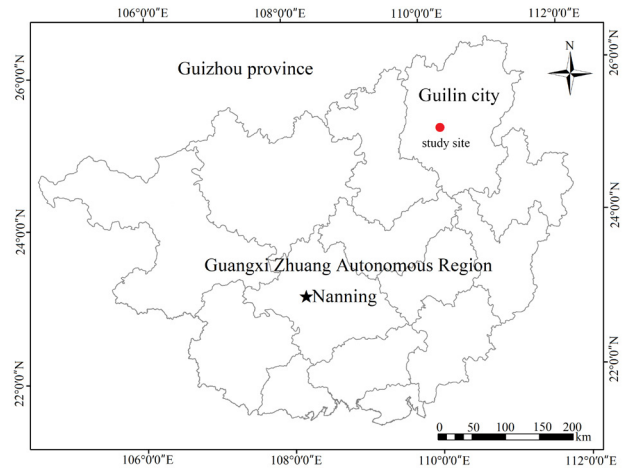 106°0'0"E 108°0'0"E 110°0'0"E 112°0'0"E
N
26°0'0"N
26°0'0"N
Guizhou province
Guilin city
study site
24°0'0"N
24°0'0"N
Guangxi Zhuang Autonomous Region
★Nanning
22°0'0"N
22°0'0"N
0 50 100 150 200
km
106°0'0"E 108°0'0"E 110°0'0"E 112°0'0"E